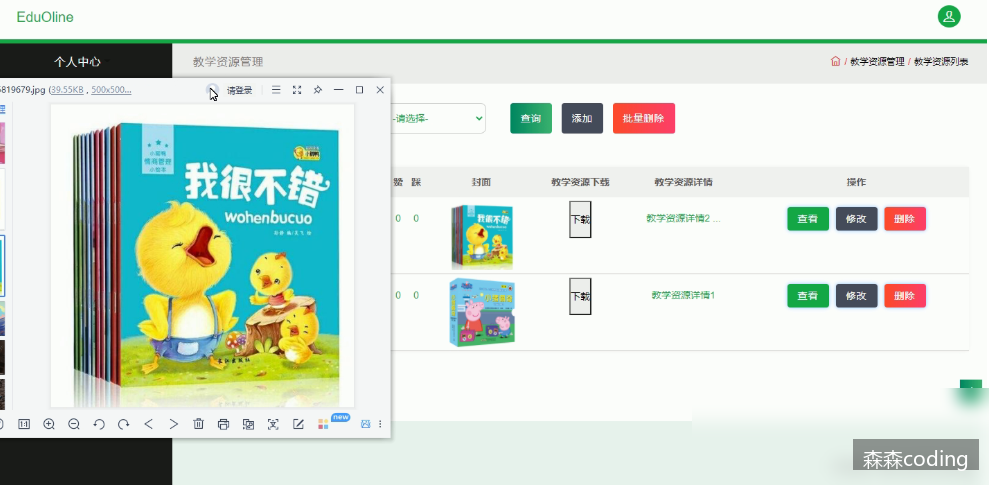 EduOline
个人中心
教学资源管理
/ 教学资源管理 / 教学资源列表
5819679.jpg (39.55KB , 500x500...
请登录
-请选择-
查询
添加
批量删除
小鸡鸭
情商管理
小绘本
我很不错
wohenbucuo
赞 踩 封面 教学资源下载 教学资源详情 操作
0 0 下载 教学资源详情2 ... 查看 修改 删除
我很不错
0 0 下载 教学资源详情1 查看 修改 删除
1:1
new
森森coding